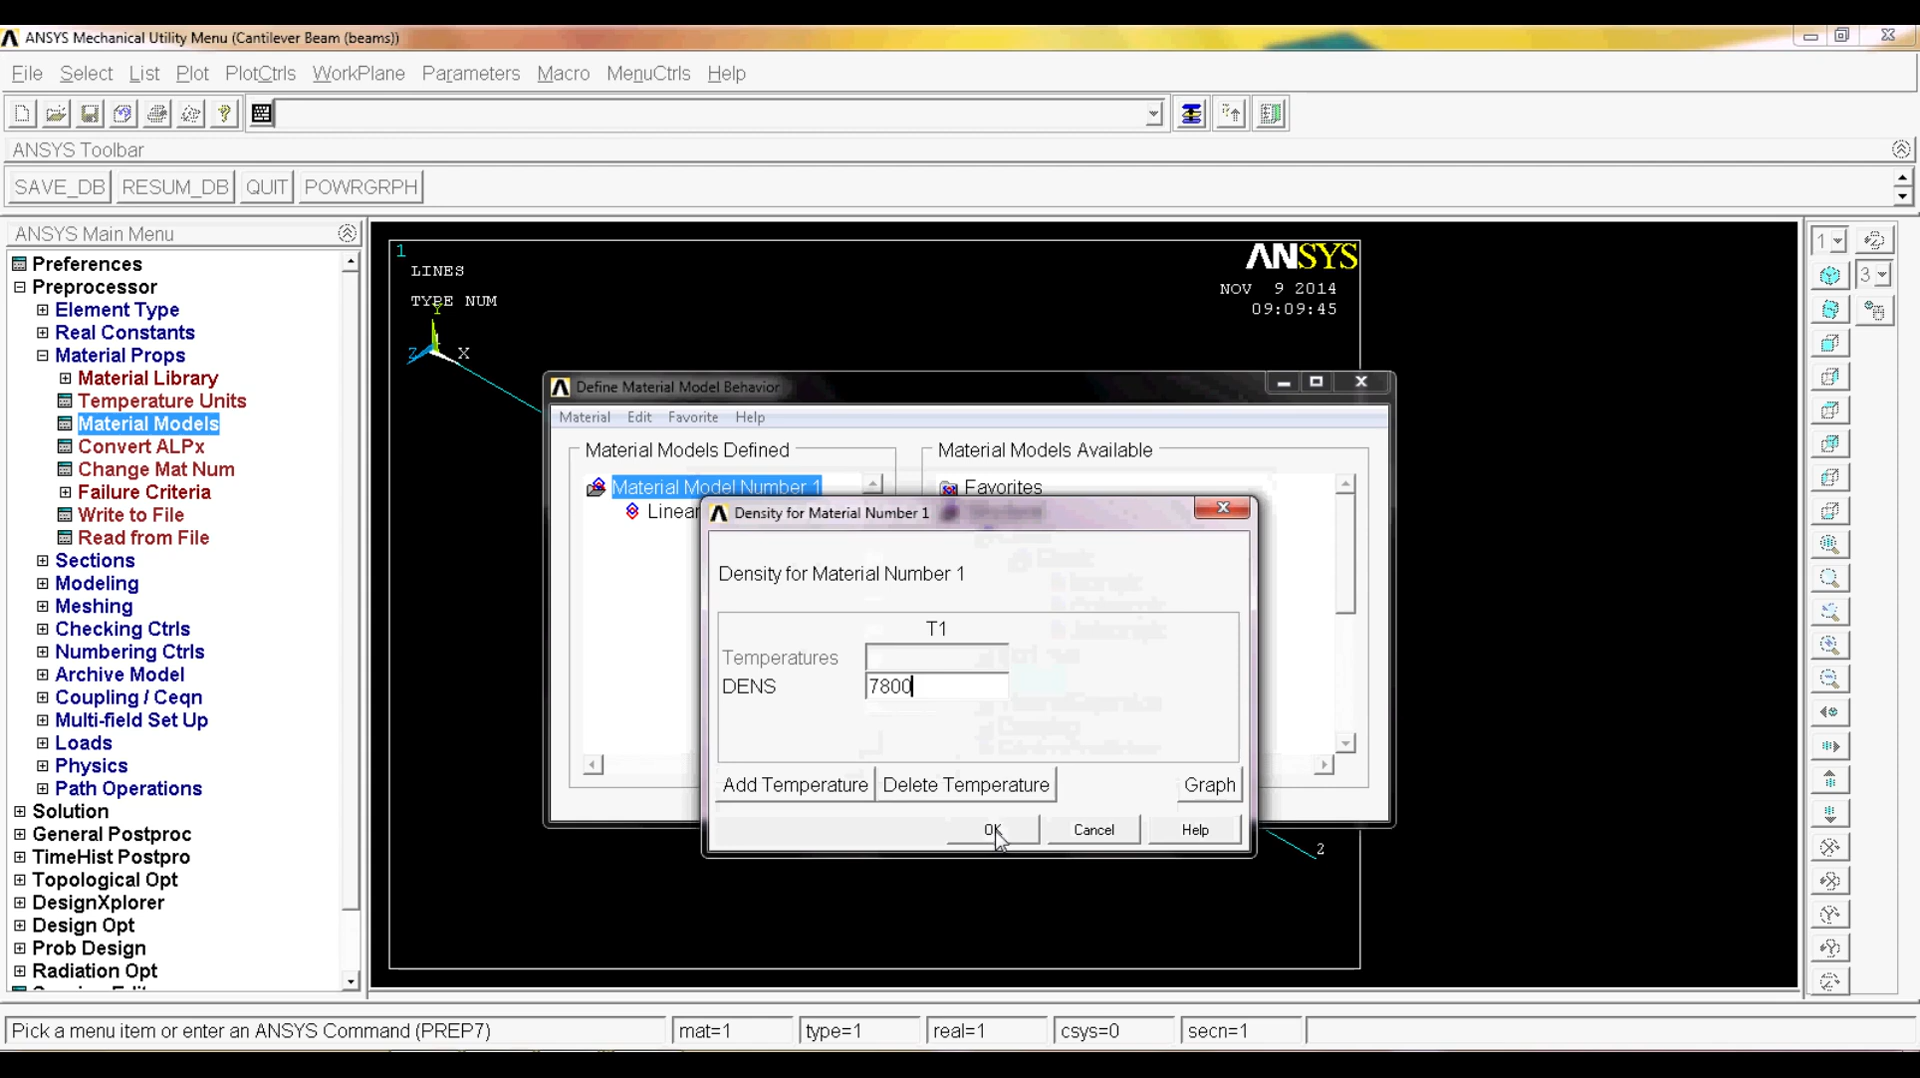 ANSYS Mechanical Utility Menu (Cantilever Beam (beams))
File Select List Plot PlotCtrls WorkPlane Parameters Macro MenuCtrls Help
ANSYS Toolbar
SAVE_DB RESUM_DB QUIT POWRGRPH
ANSYS Main Menu
Preferences
Preprocessor
Element Type
Real Constants
Material Props
Material Library
Temperature Units
Material Models
Convert ALPx
Change Mat Num
Failure Criteria
Write to File
Read from File
Sections
Modeling
Meshing
Checking Ctrls
Numbering Ctrls
Archive Model
Coupling / Ceqn
Multi-field Set Up
Loads
Physics
Path Operations
Solution
General Postproc
TimeHist Postpro
Topological Opt
DesignXplorer
Design Opt
Prob Design
Radiation Opt
1
LINES
TYPE NUM
Y
Z X
ANSYS
NOV 9 2014
09:09:45
2
Define Material Model Behavior
Material Edit Favorite Help
Material Models Defined
Material Models Available
Material Model Number 1
Favorites
Linear
Density for Material Number 1
Density for Material Number 1
T1
Temperatures
DENS 7800
Add Temperature Delete Temperature Graph
OK Cancel Help
1
3
Pick a menu item or enter an ANSYS Command (PREP7) mat=1 type=1 real=1 csys=0 secn=1